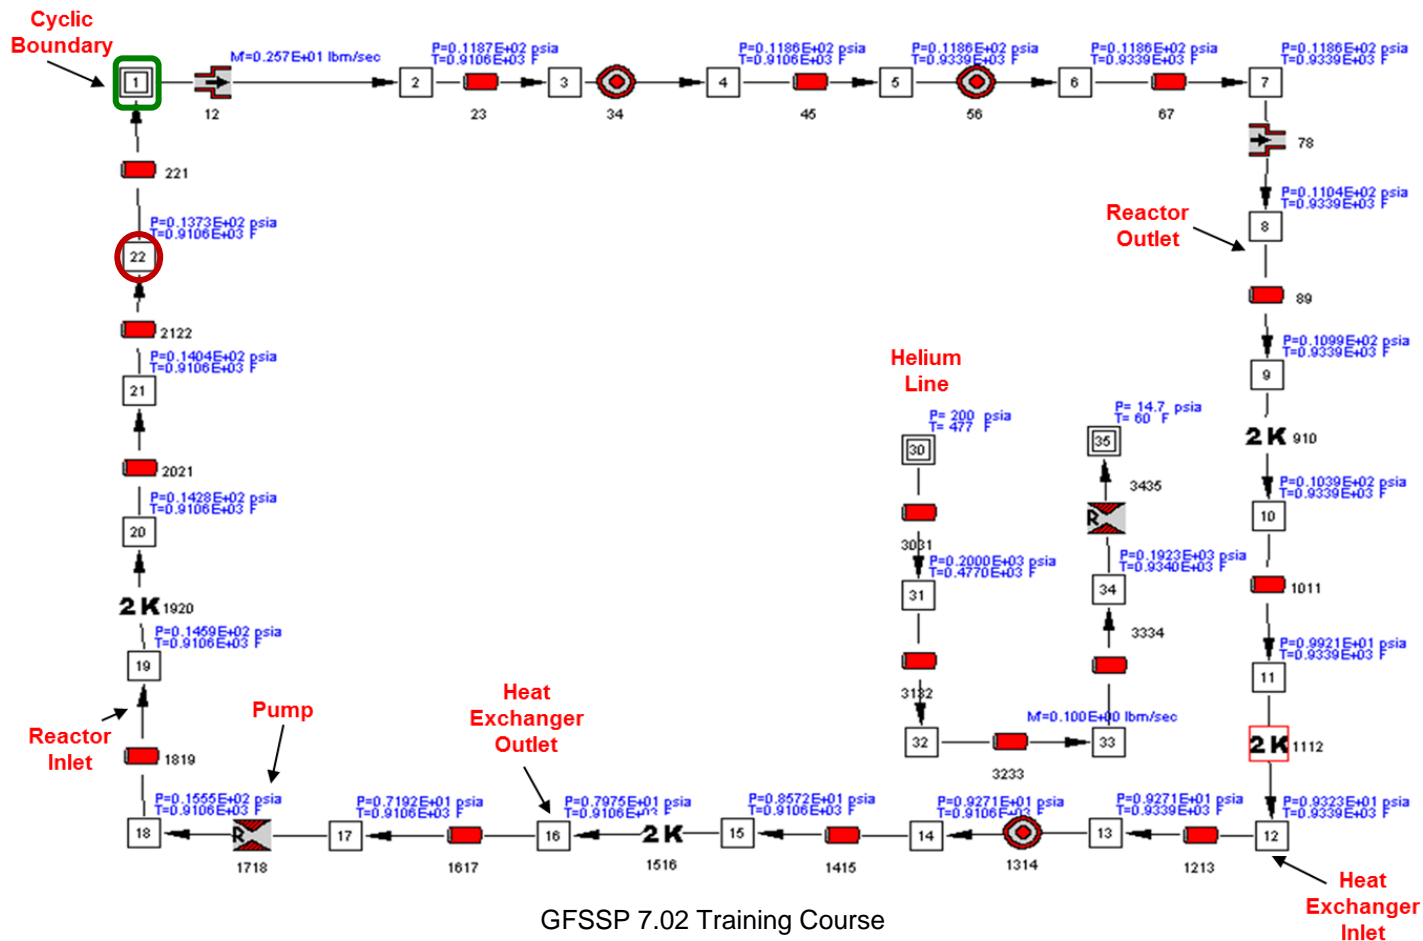 Cyclic
Boundary
1
12
M=0.257E+01 lbm/sec
P=0.1187E+02 psia
T=0.9106E+03 F
2
23
3
34
P=0.1186E+02 psia
T=0.9106E+03 F
4
45
P=0.1186E+02 psia
T=0.9339E+03 F
5
56
P=0.1186E+02 psia
T=0.9339E+03 F
6
67
P=0.1186E+02 psia
T=0.9339E+03 F
7
78
221
P=0.1104E+02 psia
T=0.9339E+03 F
Reactor
Outlet
8
P=0.1373E+02 psia
T=0.9106E+03 F
22
89
2122
P=0.1099E+02 psia
T=0.9339E+03 F
9
P=0.1404E+02 psia
T=0.9106E+03 F
21
Helium
Line
P= 200 psia
T= 477 F
30
P= 14.7 psia
T= 60 F
35
2 K 910
2021
3435
R
P=0.1039E+02 psia
T=0.9339E+03 F
10
P=0.1428E+02 psia
T=0.9106E+03 F
20
3031
P=0.2000E+03 psia
T=0.4770E+03 F
31
P=0.1923E+03 psia
T=0.9340E+03 F
34
1011
2 K 1920
3334
P=0.1459E+02 psia
T=0.9106E+03 F
19
P=0.9921E+01 psia
T=0.9339E+03 F
11
3132
32
M=0.100E+00 lbm/sec
33
3233
2 K 1112
Reactor
Inlet
1819
Pump
Heat
Exchanger
Outlet
P=0.1555E+02 psia
T=0.9106E+03 F
18
R
1718
P=0.7192E+01 psia
T=0.9106E+03 F
17
1617
P=0.7975E+01 psia
T=0.9106E+03 F
16
2 K
1516
P=0.8572E+01 psia
T=0.9106E+03 F
15
1415
P=0.9271E+01 psia
T=0.9106E+03 F
14
1314
P=0.9271E+01 psia
T=0.9339E+03 F
13
1213
P=0.9323E+01 psia
T=0.9339E+03 F
12
Heat
Exchanger
Inlet
GFSSP 7.02 Training Course